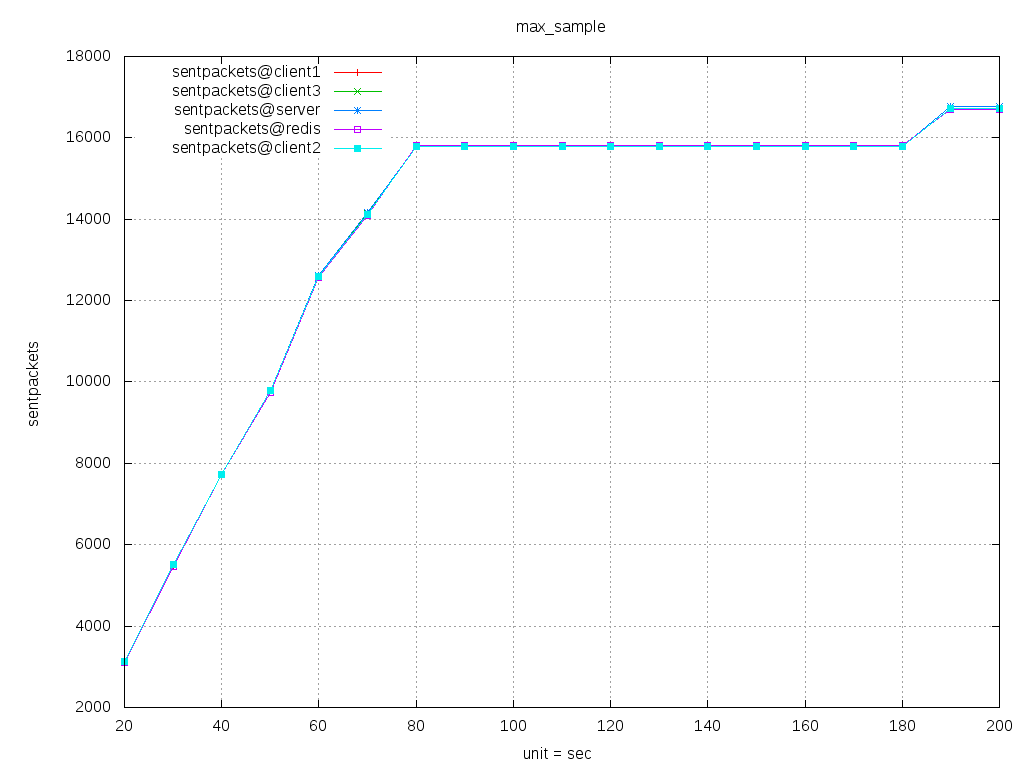 max_sample
18000
16000
14000
12000
10000
8000
6000
4000
2000
sentpackets
sentpackets@client1
sentpackets@client3
sentpackets@server
sentpackets@redis
sentpackets@client2
20 40 60 80 100 120 140 160 180 200
unit = sec